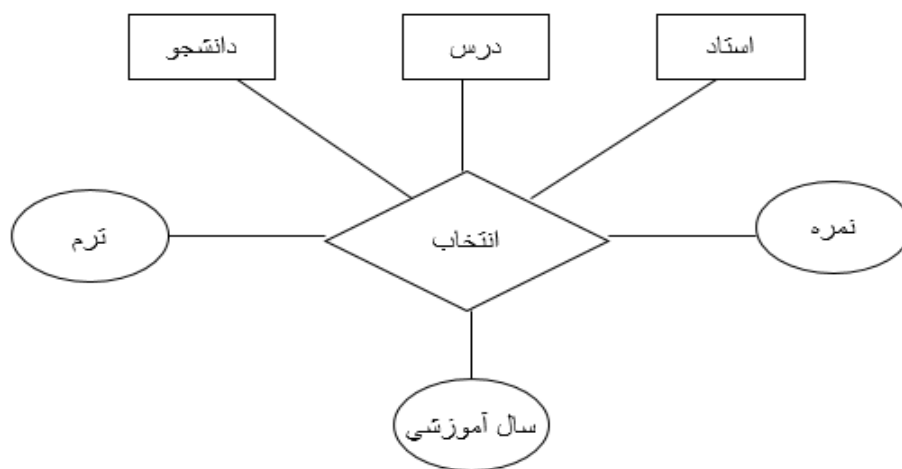 استاد
درس
دانشجو
نمره
انتخاب
ترم
سال آموزشی